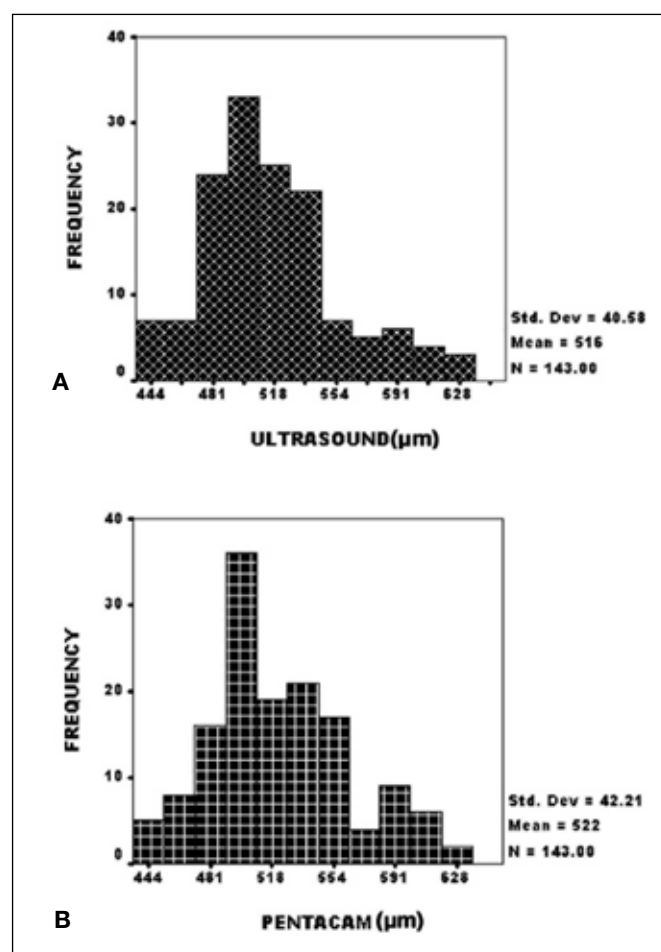 40
30
20
10
0
FREQUENCY
444 481 518 554 591 628
ULTRASOUND(µm)
Std. Dev = 40.58
Mean = 516
N = 143.00
A
40
30
20
10
0
FREQUENCY
444 481 518 554 591 628
PENTACAM (µm)
Std. Dev = 42.21
Mean = 522
N = 143.00
B